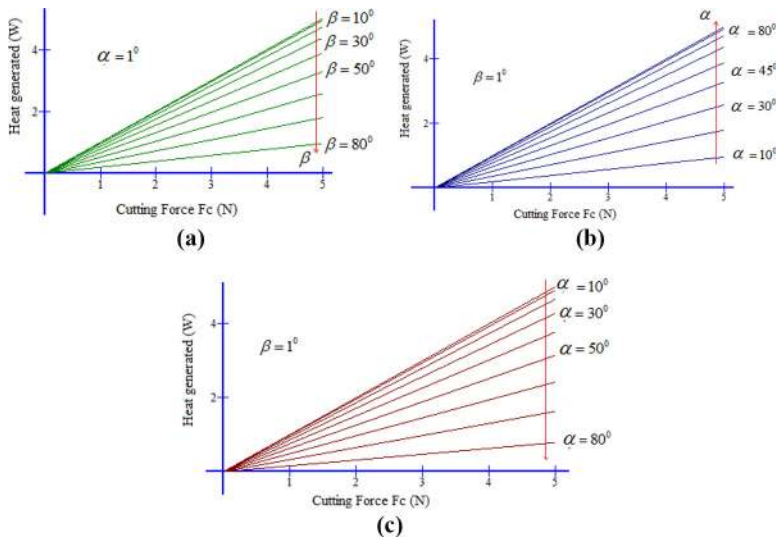 Heat generated (W)
4
2
α = 1⁰
β = 10⁰
β = 30⁰
β = 50⁰
β = 80⁰
β
1 2 3 4 5
Cutting Force Fc (N)
(a)
Heat generated (W)
4
2
β = 1⁰
α
α = 80⁰
α = 45⁰
α = 30⁰
α = 10⁰
1 2 3 4 5
Cutting Force Fc (N)
(b)
Heat generated (W)
4
2
β = 1⁰
α = 10⁰
α = 30⁰
α = 50⁰
α = 80⁰
1 2 3 4 5
Cutting Force Fc (N)
(c)